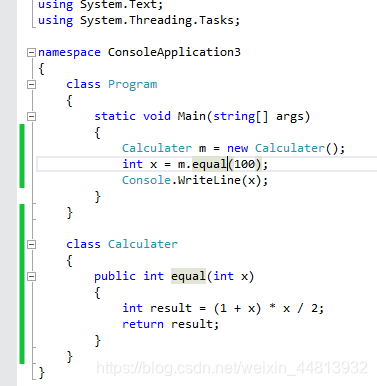 using System.Text;
using System.Threading.Tasks;
namespace ConsoleApplication3
{
class Program
{
static void Main(string[] args)
{
Calculater m = new Calculater();
int x = m.equal(100);
Console.WriteLine(x);
}
}
class Calculater
{
public int equal(int x)
{
int result = (1 + x) * x / 2;
return result;
}
}
}
https://blog.csdn.net/weixin_44813932